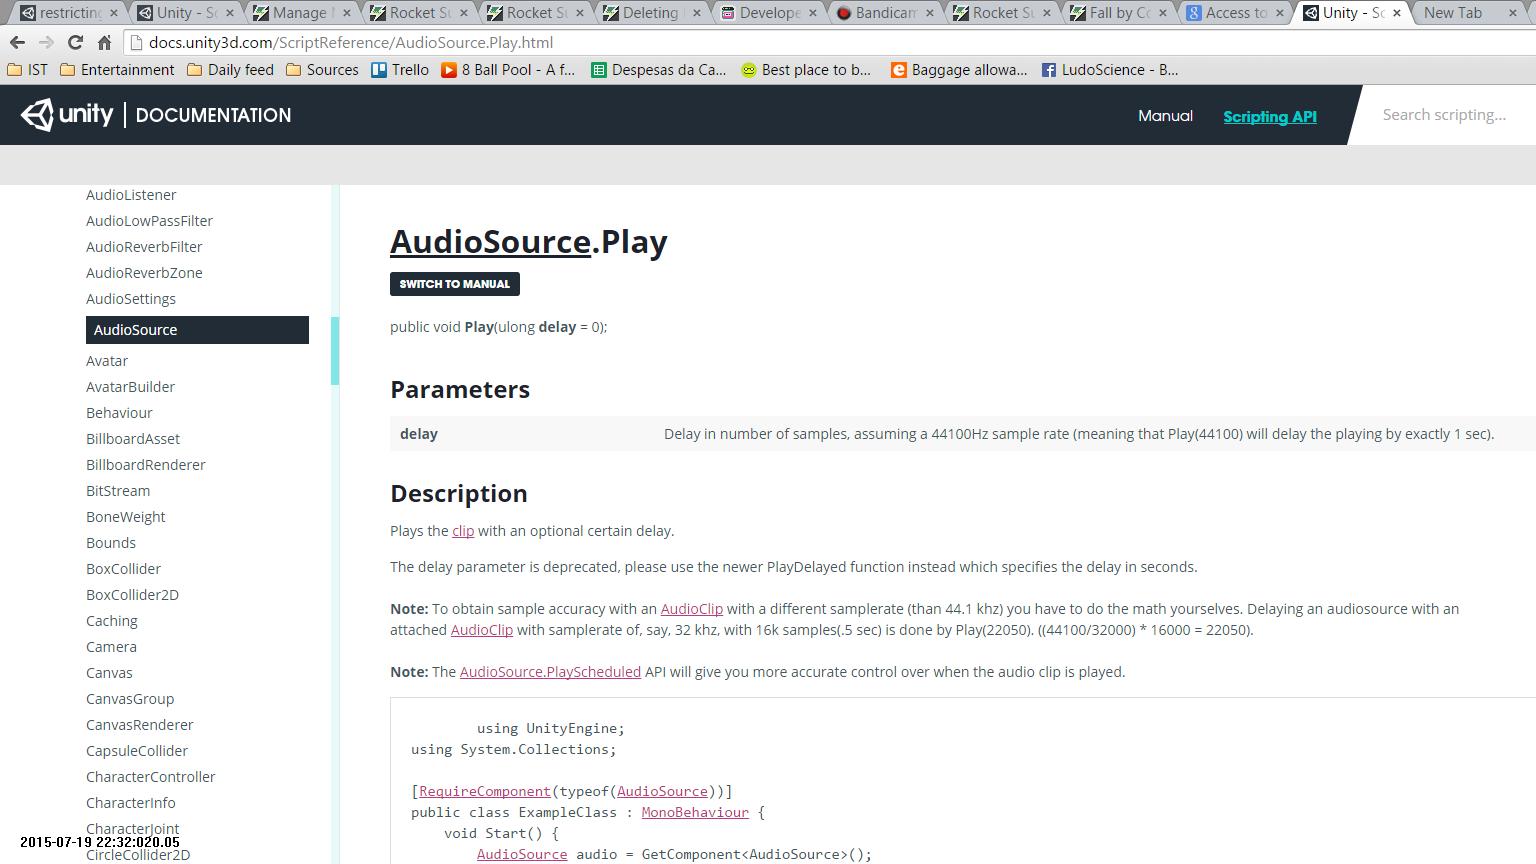 restricting
Unity - Sc
Manage M
Rocket Su
Rocket Su
Deleting
Develope
Bandicam
Rocket Su
Fall by Co
Access to
Unity - Sc
New Tab
docs.unity3d.com/ScriptReference/AudioSource.Play.html
IST
Entertainment
Daily feed
Sources
Trello
8 Ball Pool - A f...
Despesas da Ca...
Best place to b...
Baggage allowa...
LudoScience - B...
unity | DOCUMENTATION
Manual
Scripting API
Search scripting...
AudioListener
AudioLowPassFilter
AudioReverbFilter
AudioReverbZone
AudioSettings
AudioSource
Avatar
AvatarBuilder
Behaviour
BillboardAsset
BillboardRenderer
BitStream
BoneWeight
Bounds
BoxCollider
BoxCollider2D
Caching
Camera
Canvas
CanvasGroup
CanvasRenderer
CapsuleCollider
CharacterController
CharacterInfo
CharacterJoint
CircleCollider2D
2015-07-19 22:32:020.05
AudioSource.Play
SWITCH TO MANUAL
public void Play(ulong delay = 0);
Parameters
delay Delay in number of samples, assuming a 44100Hz sample rate (meaning that Play(44100) will delay the playing by exactly 1 sec).
Description
Plays the clip with an optional certain delay.
The delay parameter is deprecated, please use the newer PlayDelayed function instead which specifies the delay in seconds.
Note: To obtain sample accuracy with an AudioClip with a different samplerate (than 44.1 khz) you have to do the math yourselves. Delaying an audiosource with an
attached AudioClip with samplerate of, say, 32 khz, with 16k samples(.5 sec) is done by Play(22050). ((44100/32000) * 16000 = 22050).
Note: The AudioSource.PlayScheduled API will give you more accurate control over when the audio clip is played.
using UnityEngine;
using System.Collections;
[RequireComponent(typeof(AudioSource))]
public class ExampleClass : MonoBehaviour {
void Start() {
AudioSource audio = GetComponent<AudioSource>();